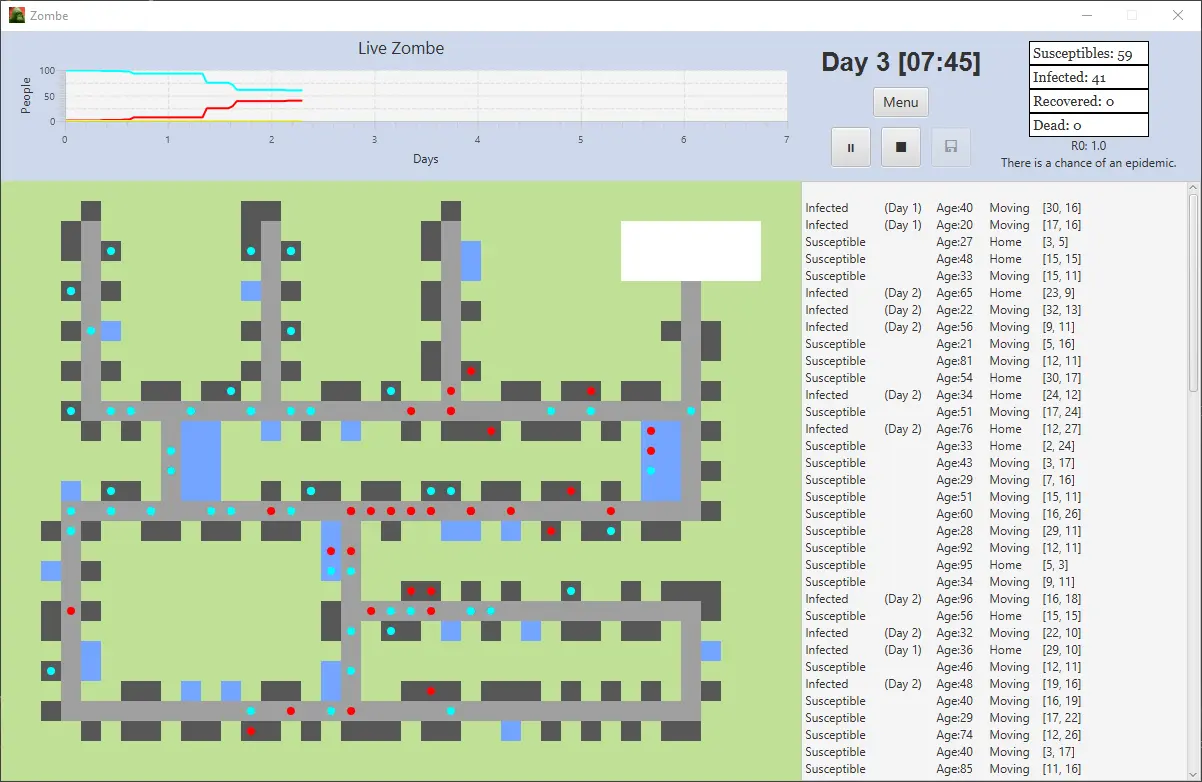 Zombe
Live Zombe
People
100
50
0
0 1 2 3 4 5 6 7
Days
Day 3 [07:45]
Menu
Susceptibles: 59
Infected: 41
Recovered: 0
Dead: 0
R0: 1.0
There is a chance of an epidemic.
Infected (Day 1) Age:40 Moving [30, 16]
Infected (Day 1) Age:20 Moving [17, 16]
Susceptible Age:27 Home [3, 5]
Susceptible Age:48 Home [15, 15]
Susceptible Age:33 Moving [15, 11]
Infected (Day 2) Age:65 Home [23, 9]
Infected (Day 2) Age:22 Moving [32, 13]
Infected (Day 2) Age:56 Moving [9, 11]
Susceptible Age:21 Moving [5, 16]
Susceptible Age:81 Moving [12, 11]
Susceptible Age:54 Home [30, 17]
Infected (Day 2) Age:34 Home [24, 12]
Susceptible Age:51 Moving [17, 24]
Infected (Day 2) Age:76 Home [12, 27]
Susceptible Age:33 Home [2, 24]
Susceptible Age:43 Moving [3, 17]
Susceptible Age:29 Moving [7, 16]
Susceptible Age:51 Moving [15, 11]
Susceptible Age:60 Moving [16, 26]
Susceptible Age:28 Moving [29, 11]
Susceptible Age:92 Moving [12, 11]
Susceptible Age:95 Home [5, 3]
Susceptible Age:34 Moving [9, 11]
Infected (Day 2) Age:96 Moving [16, 18]
Susceptible Age:56 Home [15, 15]
Infected (Day 2) Age:32 Moving [22, 10]
Infected (Day 1) Age:36 Home [29, 10]
Susceptible Age:46 Moving [12, 11]
Infected (Day 2) Age:48 Moving [19, 16]
Susceptible Age:40 Moving [16, 19]
Susceptible Age:29 Moving [17, 22]
Susceptible Age:74 Moving [12, 26]
Susceptible Age:40 Moving [3, 17]
Susceptible Age:85 Moving [11, 16]